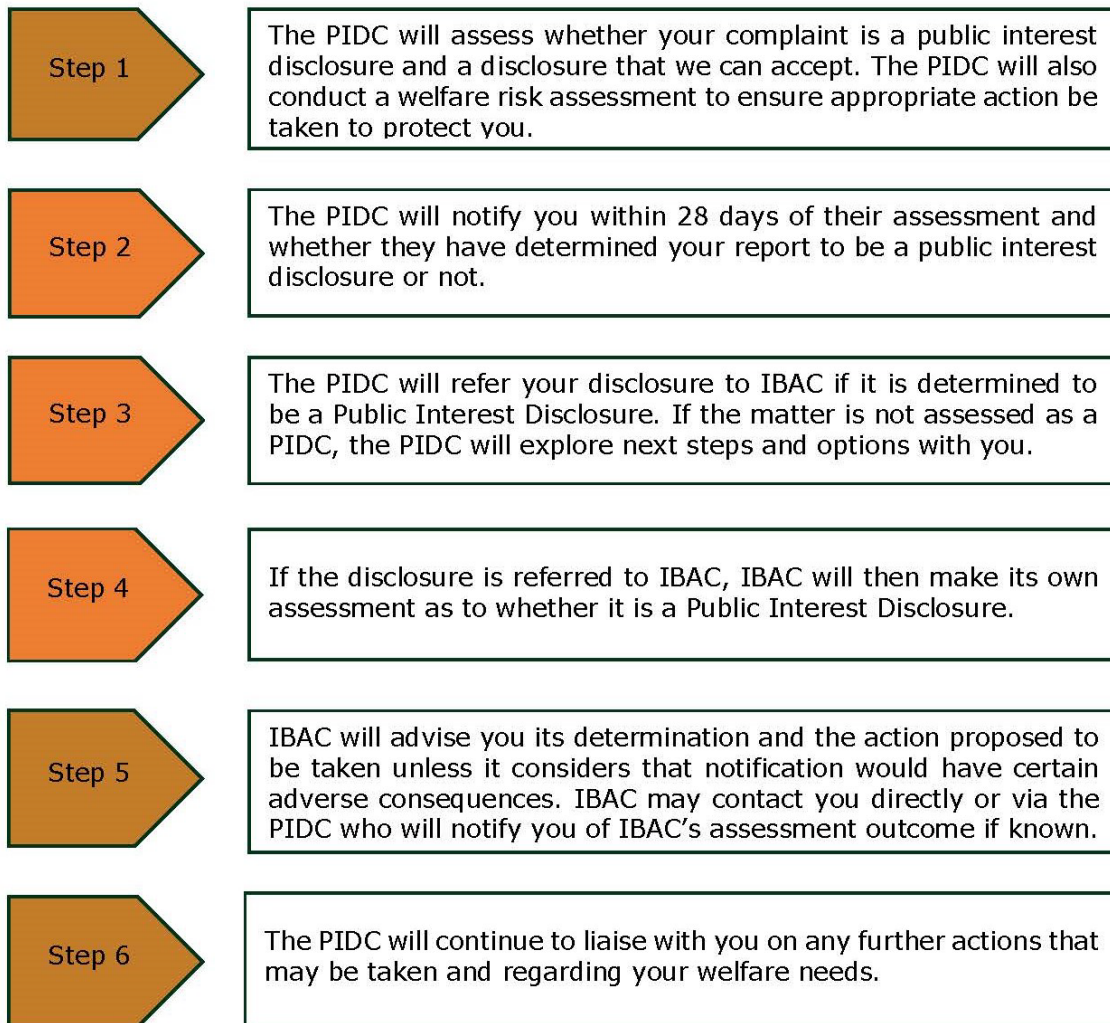 Step 1
The PIDC will assess whether your complaint is a public interest
disclosure and a disclosure that we can accept. The PIDC will also
conduct a welfare risk assessment to ensure appropriate action be
taken to protect you.
Step 2
The PIDC will notify you within 28 days of their assessment and
whether they have determined your report to be a public interest
disclosure or not.
Step 3
The PIDC will refer your disclosure to IBAC if it is determined to
be a Public Interest Disclosure. If the matter is not assessed as a
PIDC, the PIDC will explore next steps and options with you.
Step 4
If the disclosure is referred to IBAC, IBAC will then make its own
assessment as to whether it is a Public Interest Disclosure.
Step 5
IBAC will advise you its determination and the action proposed to
be taken unless it considers that notification would have certain
adverse consequences. IBAC may contact you directly or via the
PIDC who will notify you of IBAC’s assessment outcome if known.
Step 6
The PIDC will continue to liaise with you on any further actions that
may be taken and regarding your welfare needs.